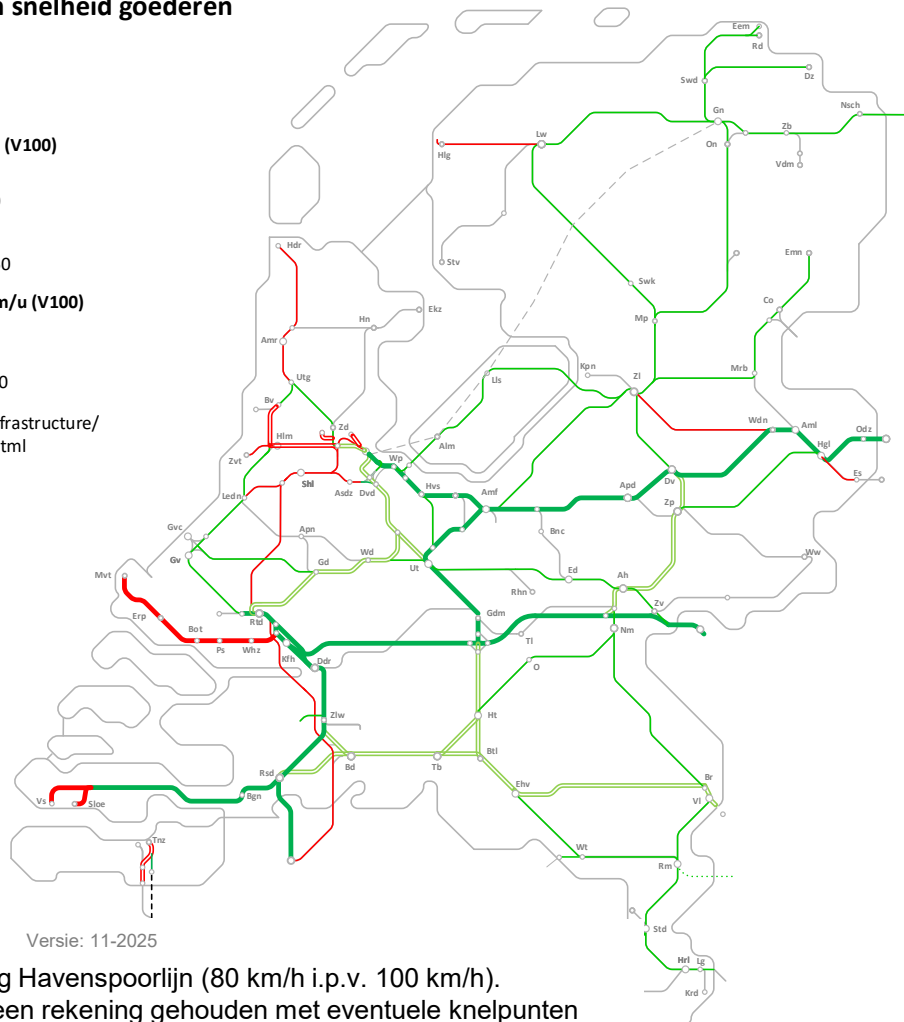 n snelheid goederen
(V100)
0
m/u (V100)
0
frastructure/
tml
Eem
Rd
Dz
Swd
Nsch
Gn
Zb
Lw
On
Hlg
Vdm
Hdr
Stv
Emn
Swk
Co
Hn
Ekz
Mp
Amr
Kpn
Zl
Mrb
Utg
Lls
Bv
Wdn
Aml
Odz
Zd
Hlm
Alm
Hgl
Zvt
Wp
Es
Shl
Dv
Asdz
Dvd
Hvs
Amf
Apd
Ledn
Zp
Gvc
Apn
Bnc
Gv
Wd
Ww
Gd
Ut
Mvt
Ed
Ah
Rhn
Zv
Erp
Rtd
Gdm
Bot
Nm
Ps
Whz
Tl
Kfh
Ddr
O
Zlw
Ht
Btl
Rsd
Bd
Tb
Br
Ehv
Vl
Vs
Sloe
Bgn
Tnz
Wt
Rm
Std
Versie: 11-2025
Hrl
Lg
Krd
g Havenspoorlijn (80 km/h i.p.v. 100 km/h).
een rekening gehouden met eventuele knelpunten